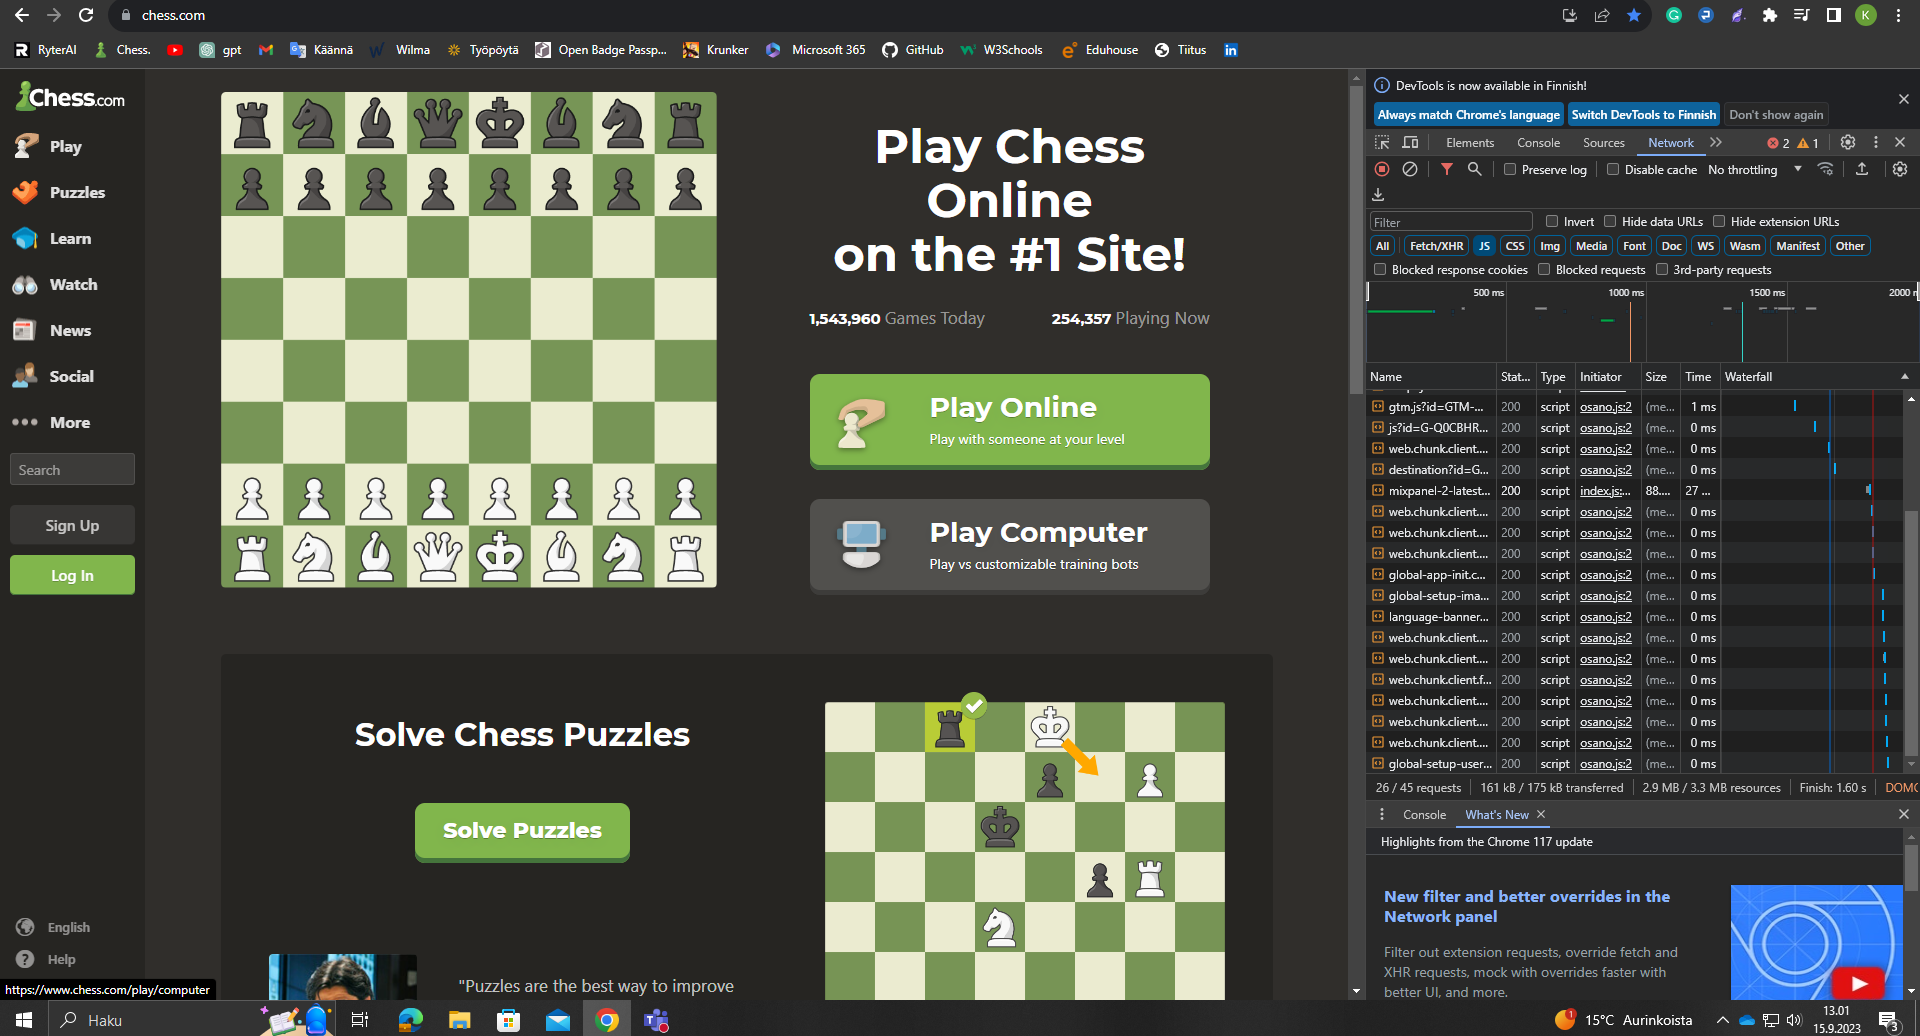 chess.com
K
RyterAI
Chess.
gpt
Käännä
Wilma
Työpöytä
Open Badge Passp...
Krunker
Microsoft 365
GitHub
W3Schools
Eduhouse
Tiitus
Chess.com
Play
Puzzles
Learn
Watch
News
Social
More
Search
Sign Up
Log In
English
Help
https://www.chess.com/play/computer
Play Chess
Online
on the #1 Site!
1,543,960 Games Today
254,357 Playing Now
Play Online
Play with someone at your level
Play Computer
Play vs customizable training bots
Solve Chess Puzzles
Solve Puzzles
"Puzzles are the best way to improve
DevTools is now available in Finnish!
Always match Chrome's language
Switch DevTools to Finnish
Don't show again
Elements Console Sources Network 2 1
Preserve log Disable cache No throttling
Filter Invert Hide data URLs Hide extension URLs
All Fetch/XHR JS CSS Img Media Font Doc WS Wasm Manifest Other
Blocked response cookies Blocked requests 3rd-party requests
500 ms 1000 ms 1500 ms 2000 m
Name Stat... Type Initiator Size Time Waterfall
gtm.js?id=GTM-... 200 script osano.js:2 (me... 1 ms
js?id=G-Q0CBHR... 200 script osano.js:2 (me... 0 ms
web.chunk.client.... 200 script osano.js:2 (me... 0 ms
destination?id=G... 200 script osano.js:2 (me... 0 ms
mixpanel-2-latest... 200 script index.js:... 88.... 27 ...
web.chunk.client.... 200 script osano.js:2 (me... 0 ms
web.chunk.client.... 200 script osano.js:2 (me... 0 ms
web.chunk.client.... 200 script osano.js:2 (me... 0 ms
global-app-init.c... 200 script osano.js:2 (me... 0 ms
global-setup-ima... 200 script osano.js:2 (me... 0 ms
language-banner... 200 script osano.js:2 (me... 0 ms
web.chunk.client.... 200 script osano.js:2 (me... 0 ms
web.chunk.client.... 200 script osano.js:2 (me... 0 ms
web.chunk.client.f... 200 script osano.js:2 (me... 0 ms
web.chunk.client.... 200 script osano.js:2 (me... 0 ms
web.chunk.client.... 200 script osano.js:2 (me... 0 ms
web.chunk.client.... 200 script osano.js:2 (me... 0 ms
global-setup-user... 200 script osano.js:2 (me... 0 ms
26 / 45 requests 161 kB / 175 kB transferred 2.9 MB / 3.3 MB resources Finish: 1.60 s DOMC
Console What's New
Highlights from the Chrome 117 update
New filter and better overrides in the
Network panel
Filter out extension requests, override fetch and
XHR requests, mock with overrides faster with
better UI, and more.
Haku
1
15°C Aurinkoista
13.01
15.9.2023
3